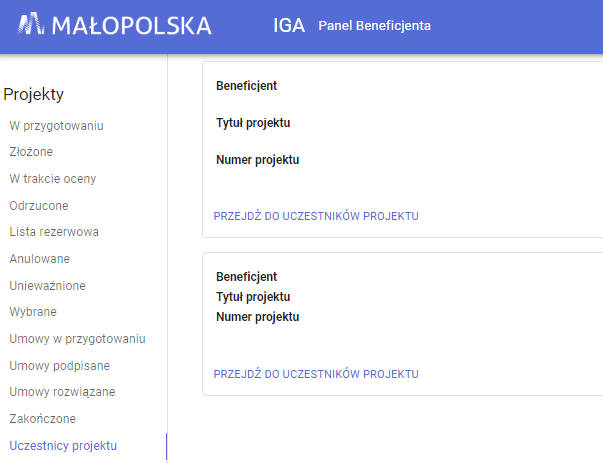 MAŁOPOLSKA
IGA Panel Beneficjenta
Projekty
W przygotowaniu
Złożone
W trakcie oceny
Odrzucone
Lista rezerwowa
Anulowane
Unieważnione
Wybrane
Umowy w przygotowaniu
Umowy podpisane
Umowy rozwiązane
Zakończone
Uczestnicy projektu
Beneficjent
Tytuł projektu
Numer projektu
PRZEJDŹ DO UCZESTNIKÓW PROJEKTU
Beneficjent
Tytuł projektu
Numer projektu
PRZEJDŹ DO UCZESTNIKÓW PROJEKTU